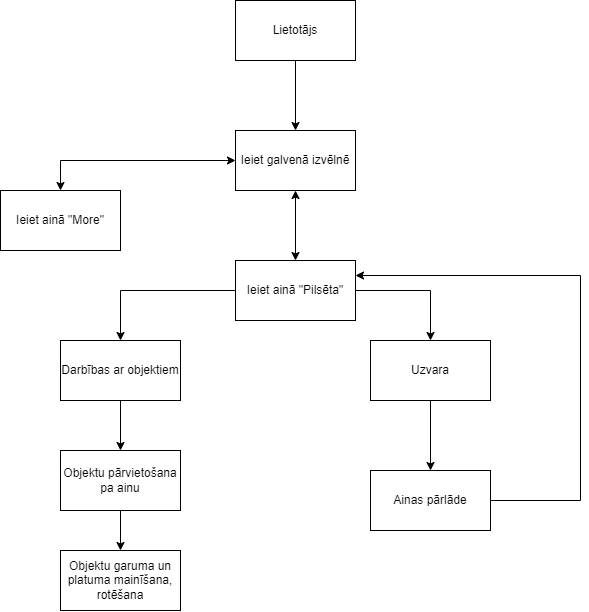 Lietotājs
Ieiet galvenā izvēlnē
Ieiet ainā "More"
Ieiet ainā "Pilsēta"
Darbības ar objektiem
Uzvara
Objektu pārvietošana
pa ainu
Ainas pārlāde
Objektu garuma un
platuma mainīšana,
rotēšana